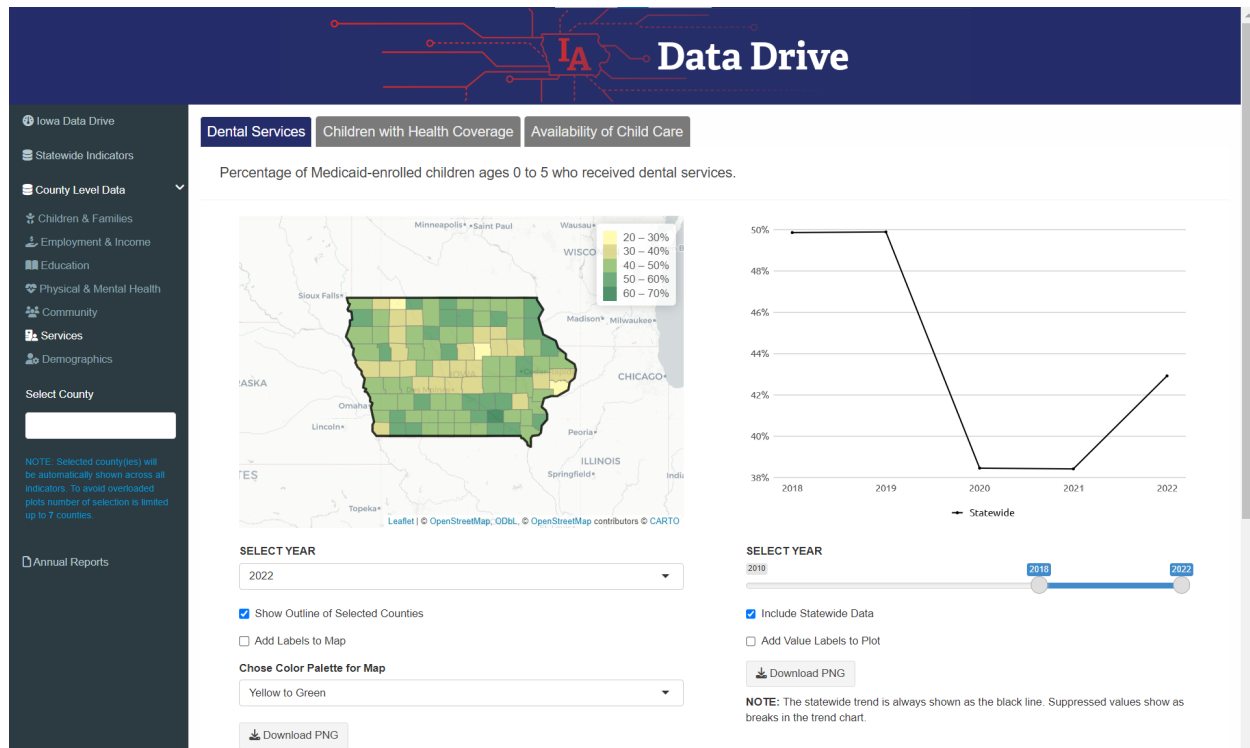 IA Data Drive
Iowa Data Drive
Statewide Indicators
County Level Data
Children & Families
Employment & Income
Education
Physical & Mental Health
Community
Services
Demographics
Select County
NOTE: Selected county(ies) will
be automatically shown across all
indicators. To avoid overloaded
plots number of selection is limited
up to 7 counties.
Annual Reports
Dental Services
Children with Health Coverage
Availability of Child Care
Percentage of Medicaid-enrolled children ages 0 to 5 who received dental services.
Minneapolis
Saint Paul
Wausau
WISCO
20 – 30%
30 – 40%
40 – 50%
50 – 60%
60 – 70%
Sioux Falls
Madison
Milwaukee
IOWA
Des Moines
CHICAGO
ASKA
Omaha
Lincoln
Peoria
ILLINOIS
Springfield
India
TES
Topeka
Leaflet | © OpenStreetMap, ODbL, © OpenStreetMap contributors © CARTO
SELECT YEAR
2022
Show Outline of Selected Counties
Add Labels to Map
Chose Color Palette for Map
Yellow to Green
Download PNG
50%
48%
46%
44%
42%
40%
38%
2018
2019
2020
2021
2022
Statewide
SELECT YEAR
2010
2018
2022
Include Statewide Data
Add Value Labels to Plot
Download PNG
NOTE: The statewide trend is always shown as the black line. Suppressed values show as
breaks in the trend chart.